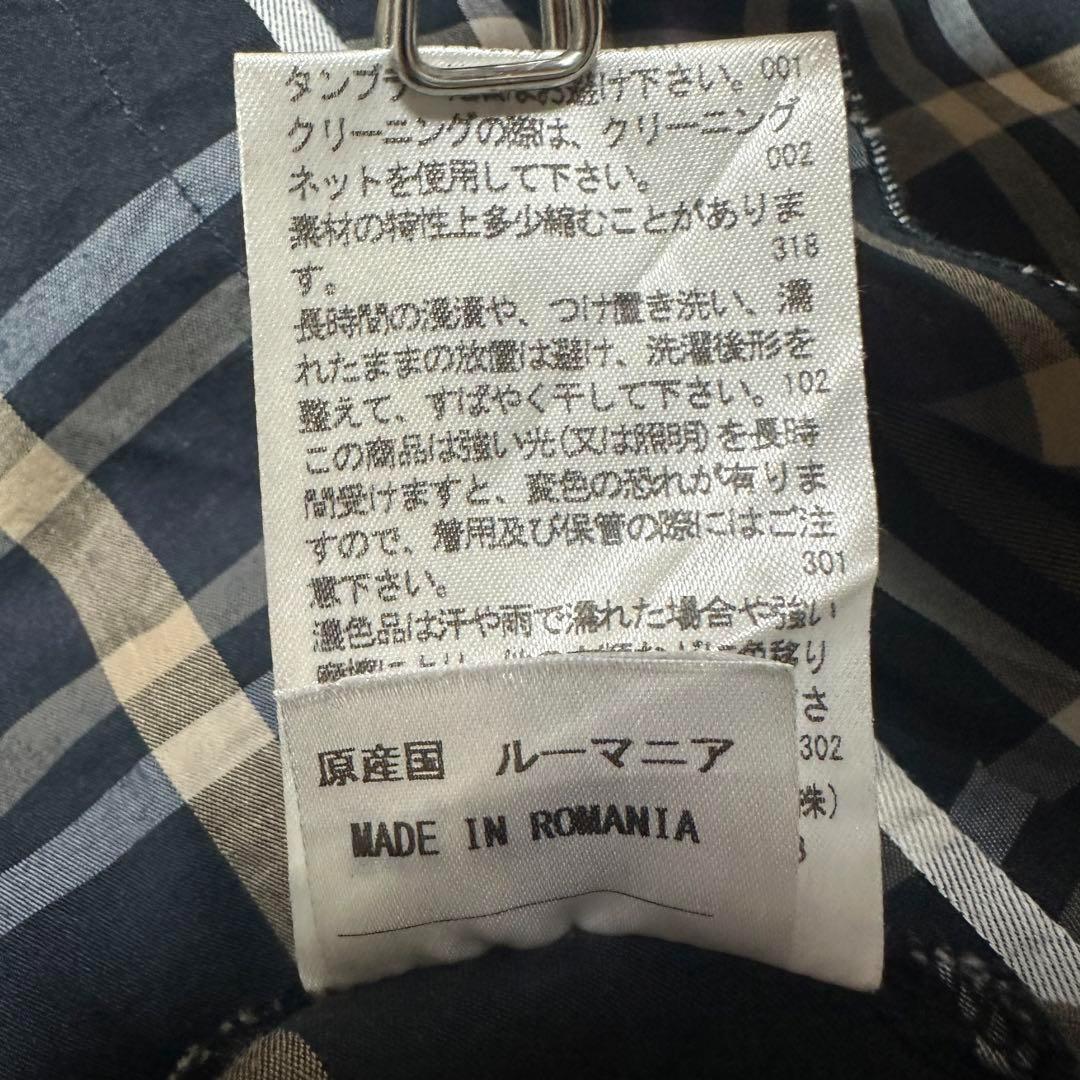 タンブラー はお避け下さい。001
クリーニングの際は、クリーニング
ネットを使用して下さい。 002
素材の特性上多少縮むことがありま
す。 318
長時間の浸漬や、つけ置き洗い、濡
れたままの放置は避け、洗濯後形を
整えて、すばやく干して下さい。102
この商品は強い光(又は照明)を長時
間受けますと、変色の恐れが有りま
すので、着用及び保管の際にはご注
意下さい。 301
濃色品は汗や雨で濡れた場合や強い
色移り
さ
302
株)
原産国 ルーマニア
MADE IN ROMANIA